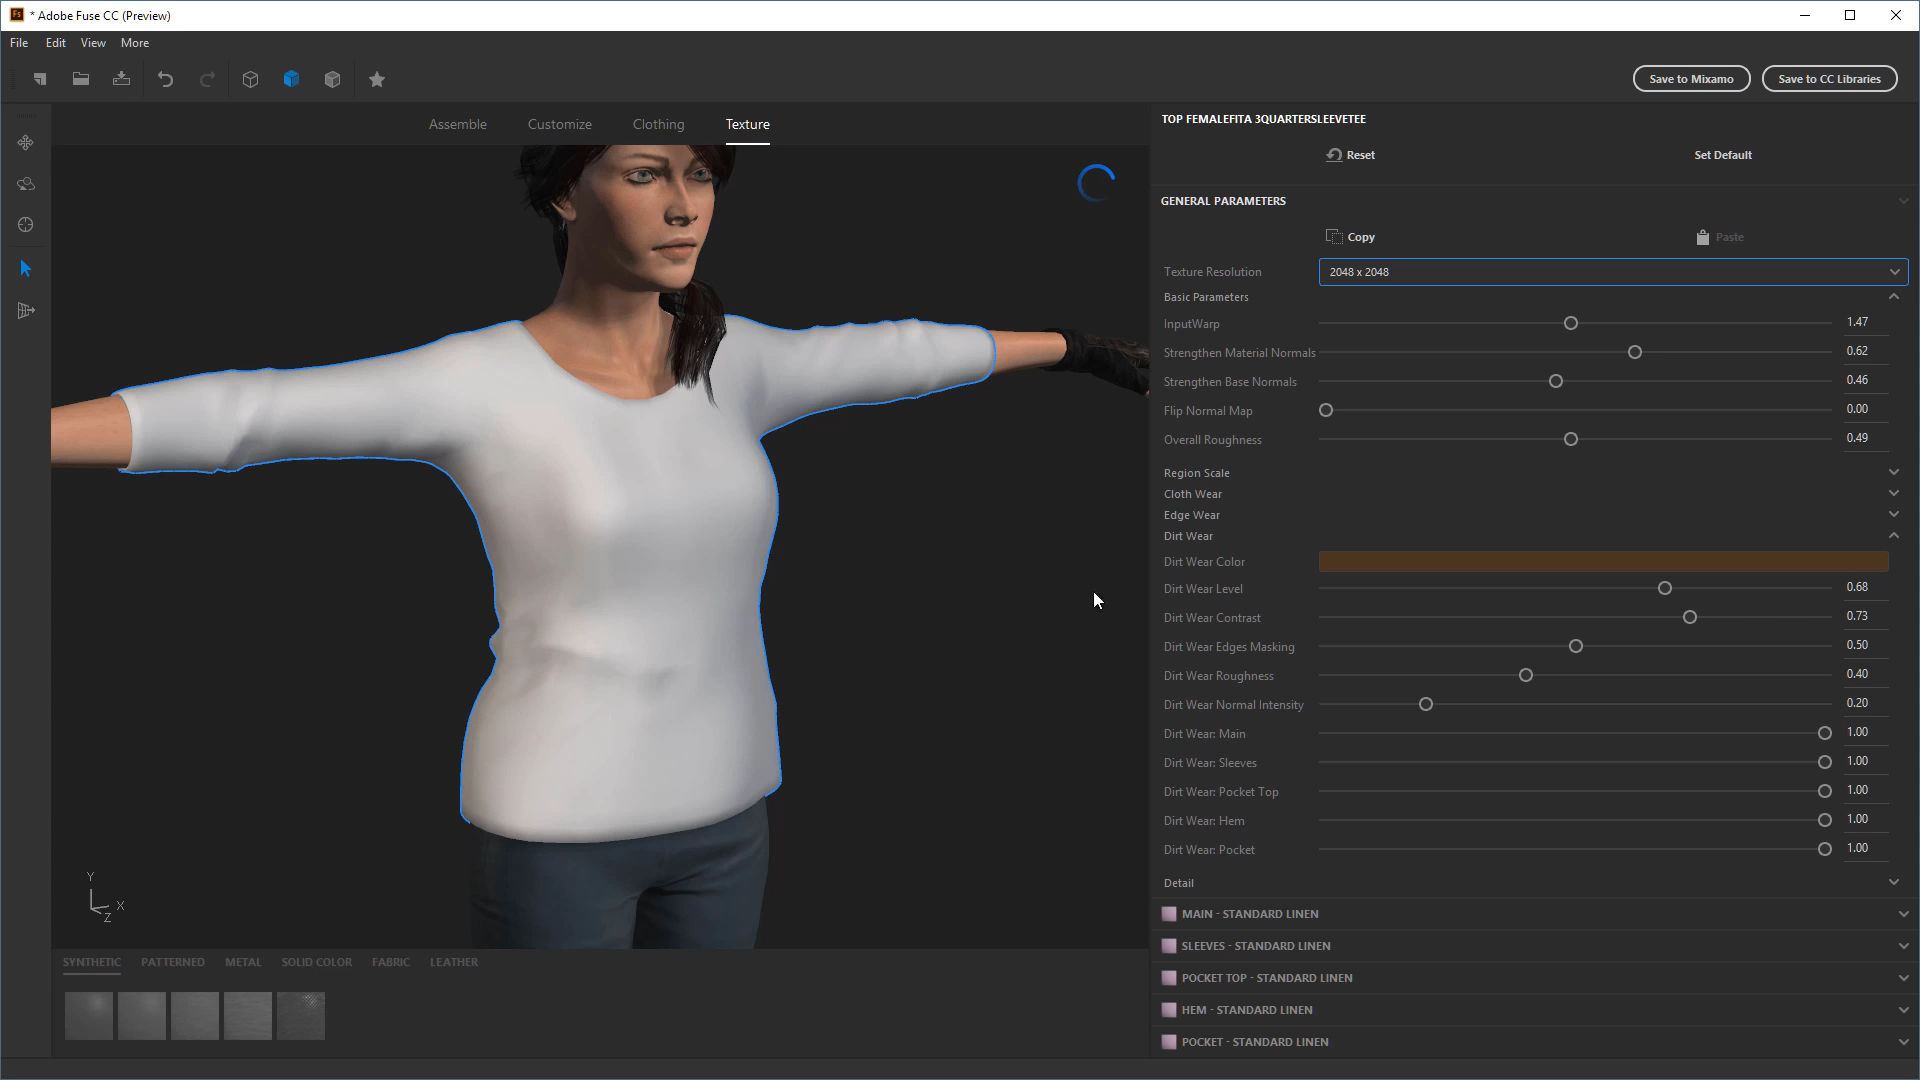 Fs * Adobe Fuse CC (Preview)
File Edit View More
Save to Mixamo Save to CC Libraries
Assemble Customize Clothing Texture
TOP FEMALEFITA 3QUARTERSLEEVETEE
Reset Set Default
GENERAL PARAMETERS
Copy Paste
Texture Resolution 2048 x 2048
Basic Parameters
InputWarp 1.47
Strengthen Material Normals 0.62
Strengthen Base Normals 0.46
Flip Normal Map 0.00
Overall Roughness 0.49
Region Scale
Cloth Wear
Edge Wear
Dirt Wear
Dirt Wear Color
Dirt Wear Level 0.68
Dirt Wear Contrast 0.73
Dirt Wear Edges Masking 0.50
Dirt Wear Roughness 0.40
Dirt Wear Normal Intensity 0.20
Dirt Wear: Main 1.00
Dirt Wear: Sleeves 1.00
Dirt Wear: Pocket Top 1.00
Dirt Wear: Hem 1.00
Dirt Wear: Pocket 1.00
Detail
MAIN - STANDARD LINEN
SLEEVES - STANDARD LINEN
POCKET TOP - STANDARD LINEN
HEM - STANDARD LINEN
POCKET - STANDARD LINEN
Y
X
Z
SYNTHETIC PATTERNED METAL SOLID COLOR FABRIC LEATHER